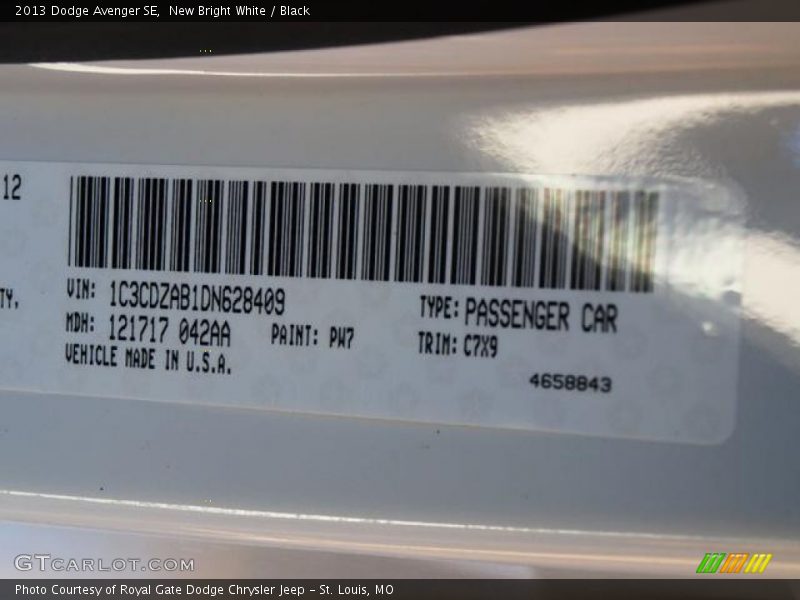 2013 Dodge Avenger SE,  New Bright White / Black
12
TY.
VIN: 1C3CDZAB1DN628409
TYPE: PASSENGER CAR
MDH: 121717 042AA
PAINT: PW7
TRIM: C7X9
VEHICLE MADE IN U.S.A.
4658843
GTCARLOT.COM
Photo Courtesy of Royal Gate Dodge Chrysler Jeep – St. Louis, MO